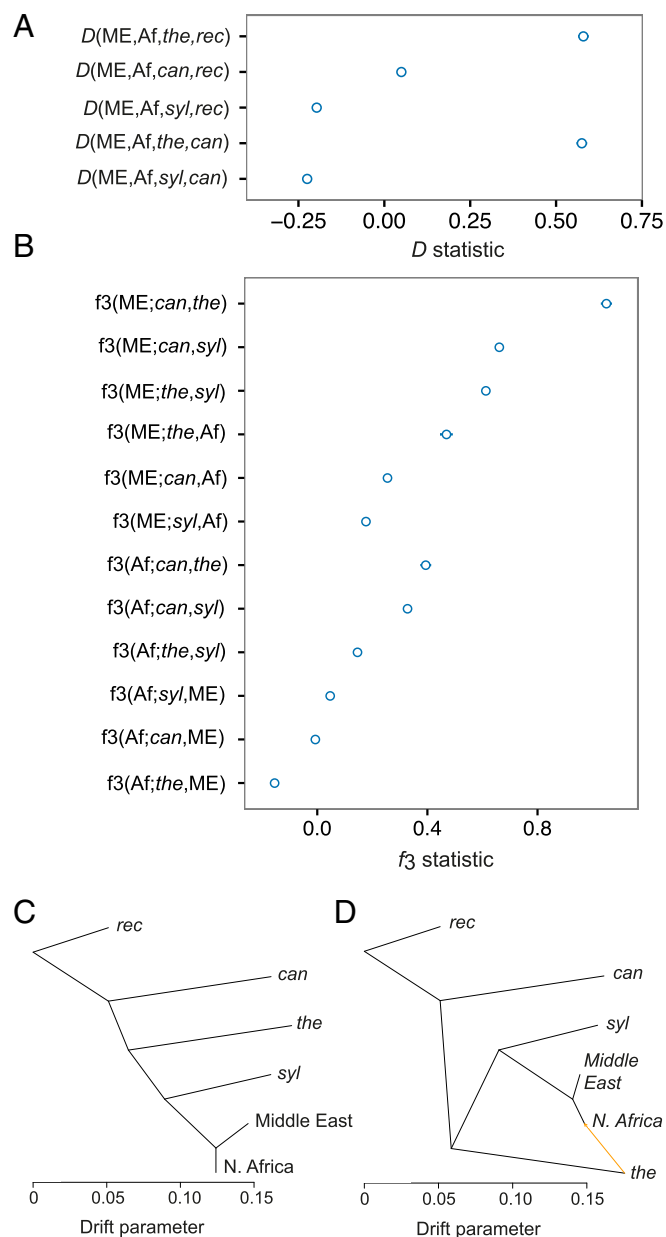 A
D(ME,Af,the,rec)
D(ME,Af,can,rec)
D(ME,Af,syl,rec)
D(ME,Af,the,can)
D(ME,Af,syl,can)
−0.25 0.00 0.25 0.50 0.75
D statistic
B
f3(ME;can,the)
f3(ME;can,syl)
f3(ME;the,syl)
f3(ME;the,Af)
f3(ME;can,Af)
f3(ME;syl,Af)
f3(Af;can,the)
f3(Af;can,syl)
f3(Af;the,syl)
f3(Af;syl,ME)
f3(Af;can,ME)
f3(Af;the,ME)
0.0 0.4 0.8
f3 statistic
C
rec
can
the
syl
Middle East
N. Africa
0 0.05 0.10 0.15
Drift parameter
D
rec
can
syl
Middle
East
N. Africa
the
0 0.05 0.10 0.15
Drift parameter